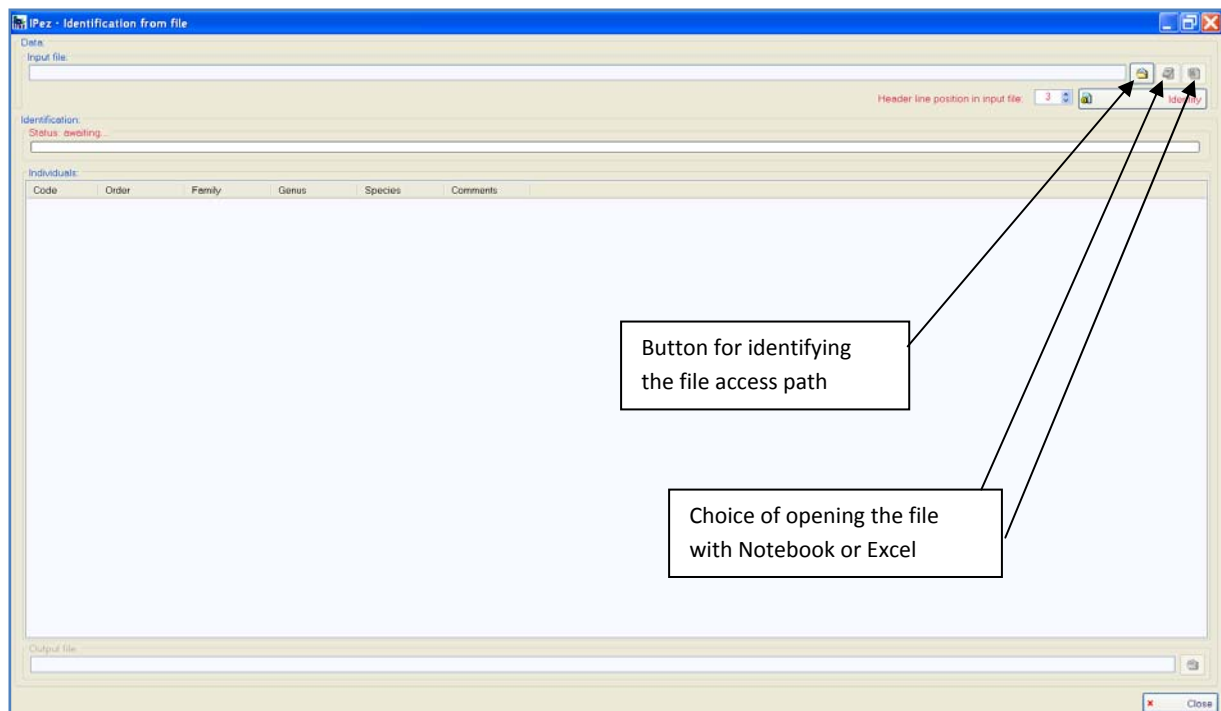 IPez - Identification from file
Data:
Input file:
Header line position in input file: 3 Identify
Identification:
Status: awaiting...
Individuals:
Code Order Family Genus Species Comments
Button for identifying
the file access path
Choice of opening the file
with Notebook or Excel
Output file:
Close